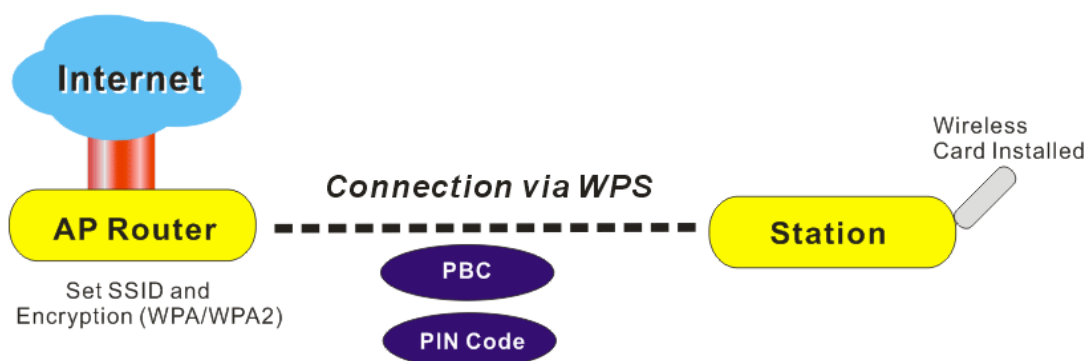 Internet
Wireless
Card Installed
Connection via WPS
AP Router
Station
PBC
Set SSID and
Encryption (WPA/WPA2)
PIN Code